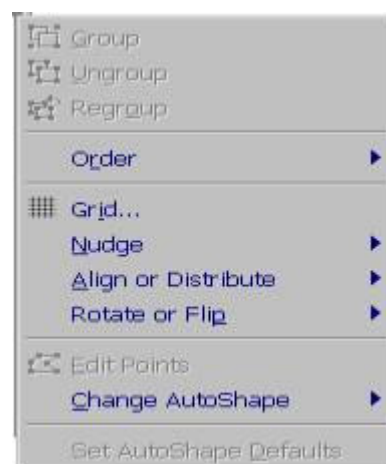 Group
Ungroup
Regroup
Order
Grid...
Nudge
Align or Distribute
Rotate or Flip
Edit Points
Change AutoShape
Set AutoShape Defaults